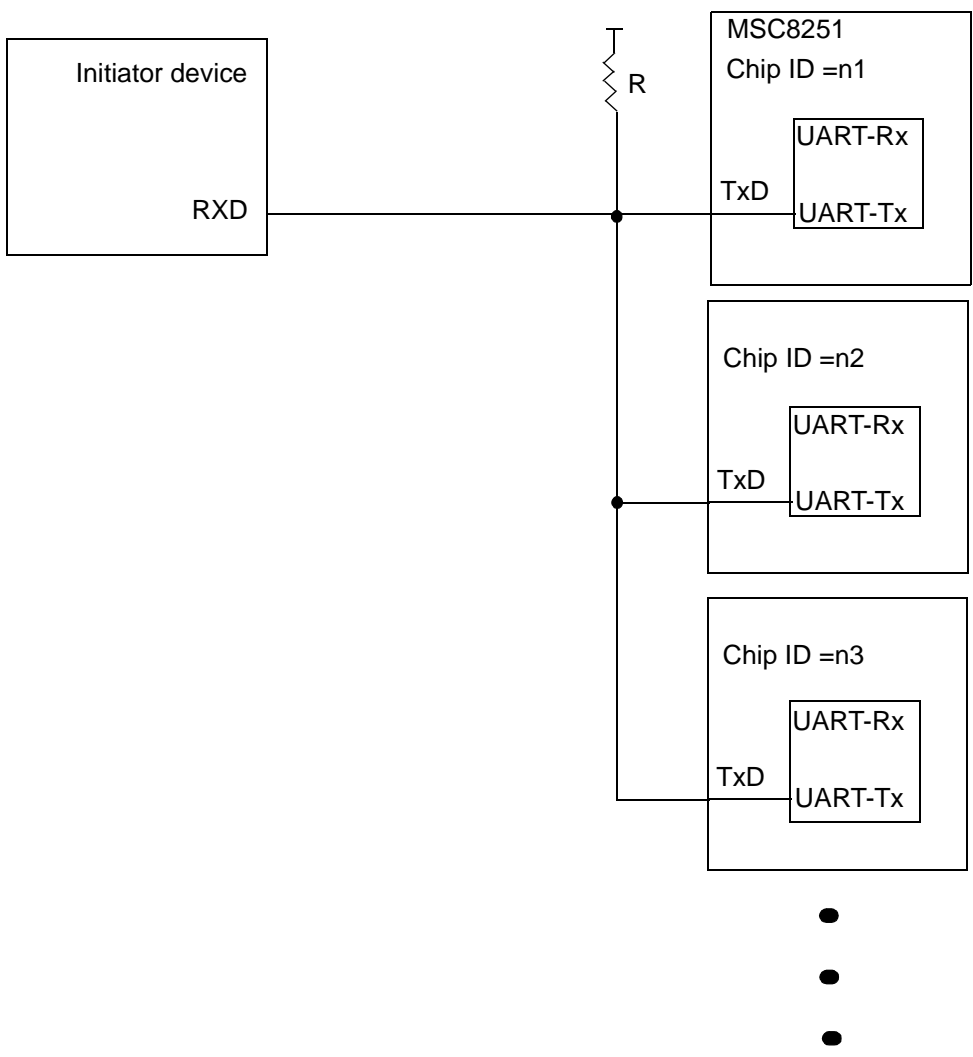 Initiator device
RXD
R
MSC8251
Chip ID =n1
UART-Rx
TxD
UART-Tx
Chip ID =n2
UART-Rx
TxD
UART-Tx
Chip ID =n3
UART-Rx
TxD
UART-Tx